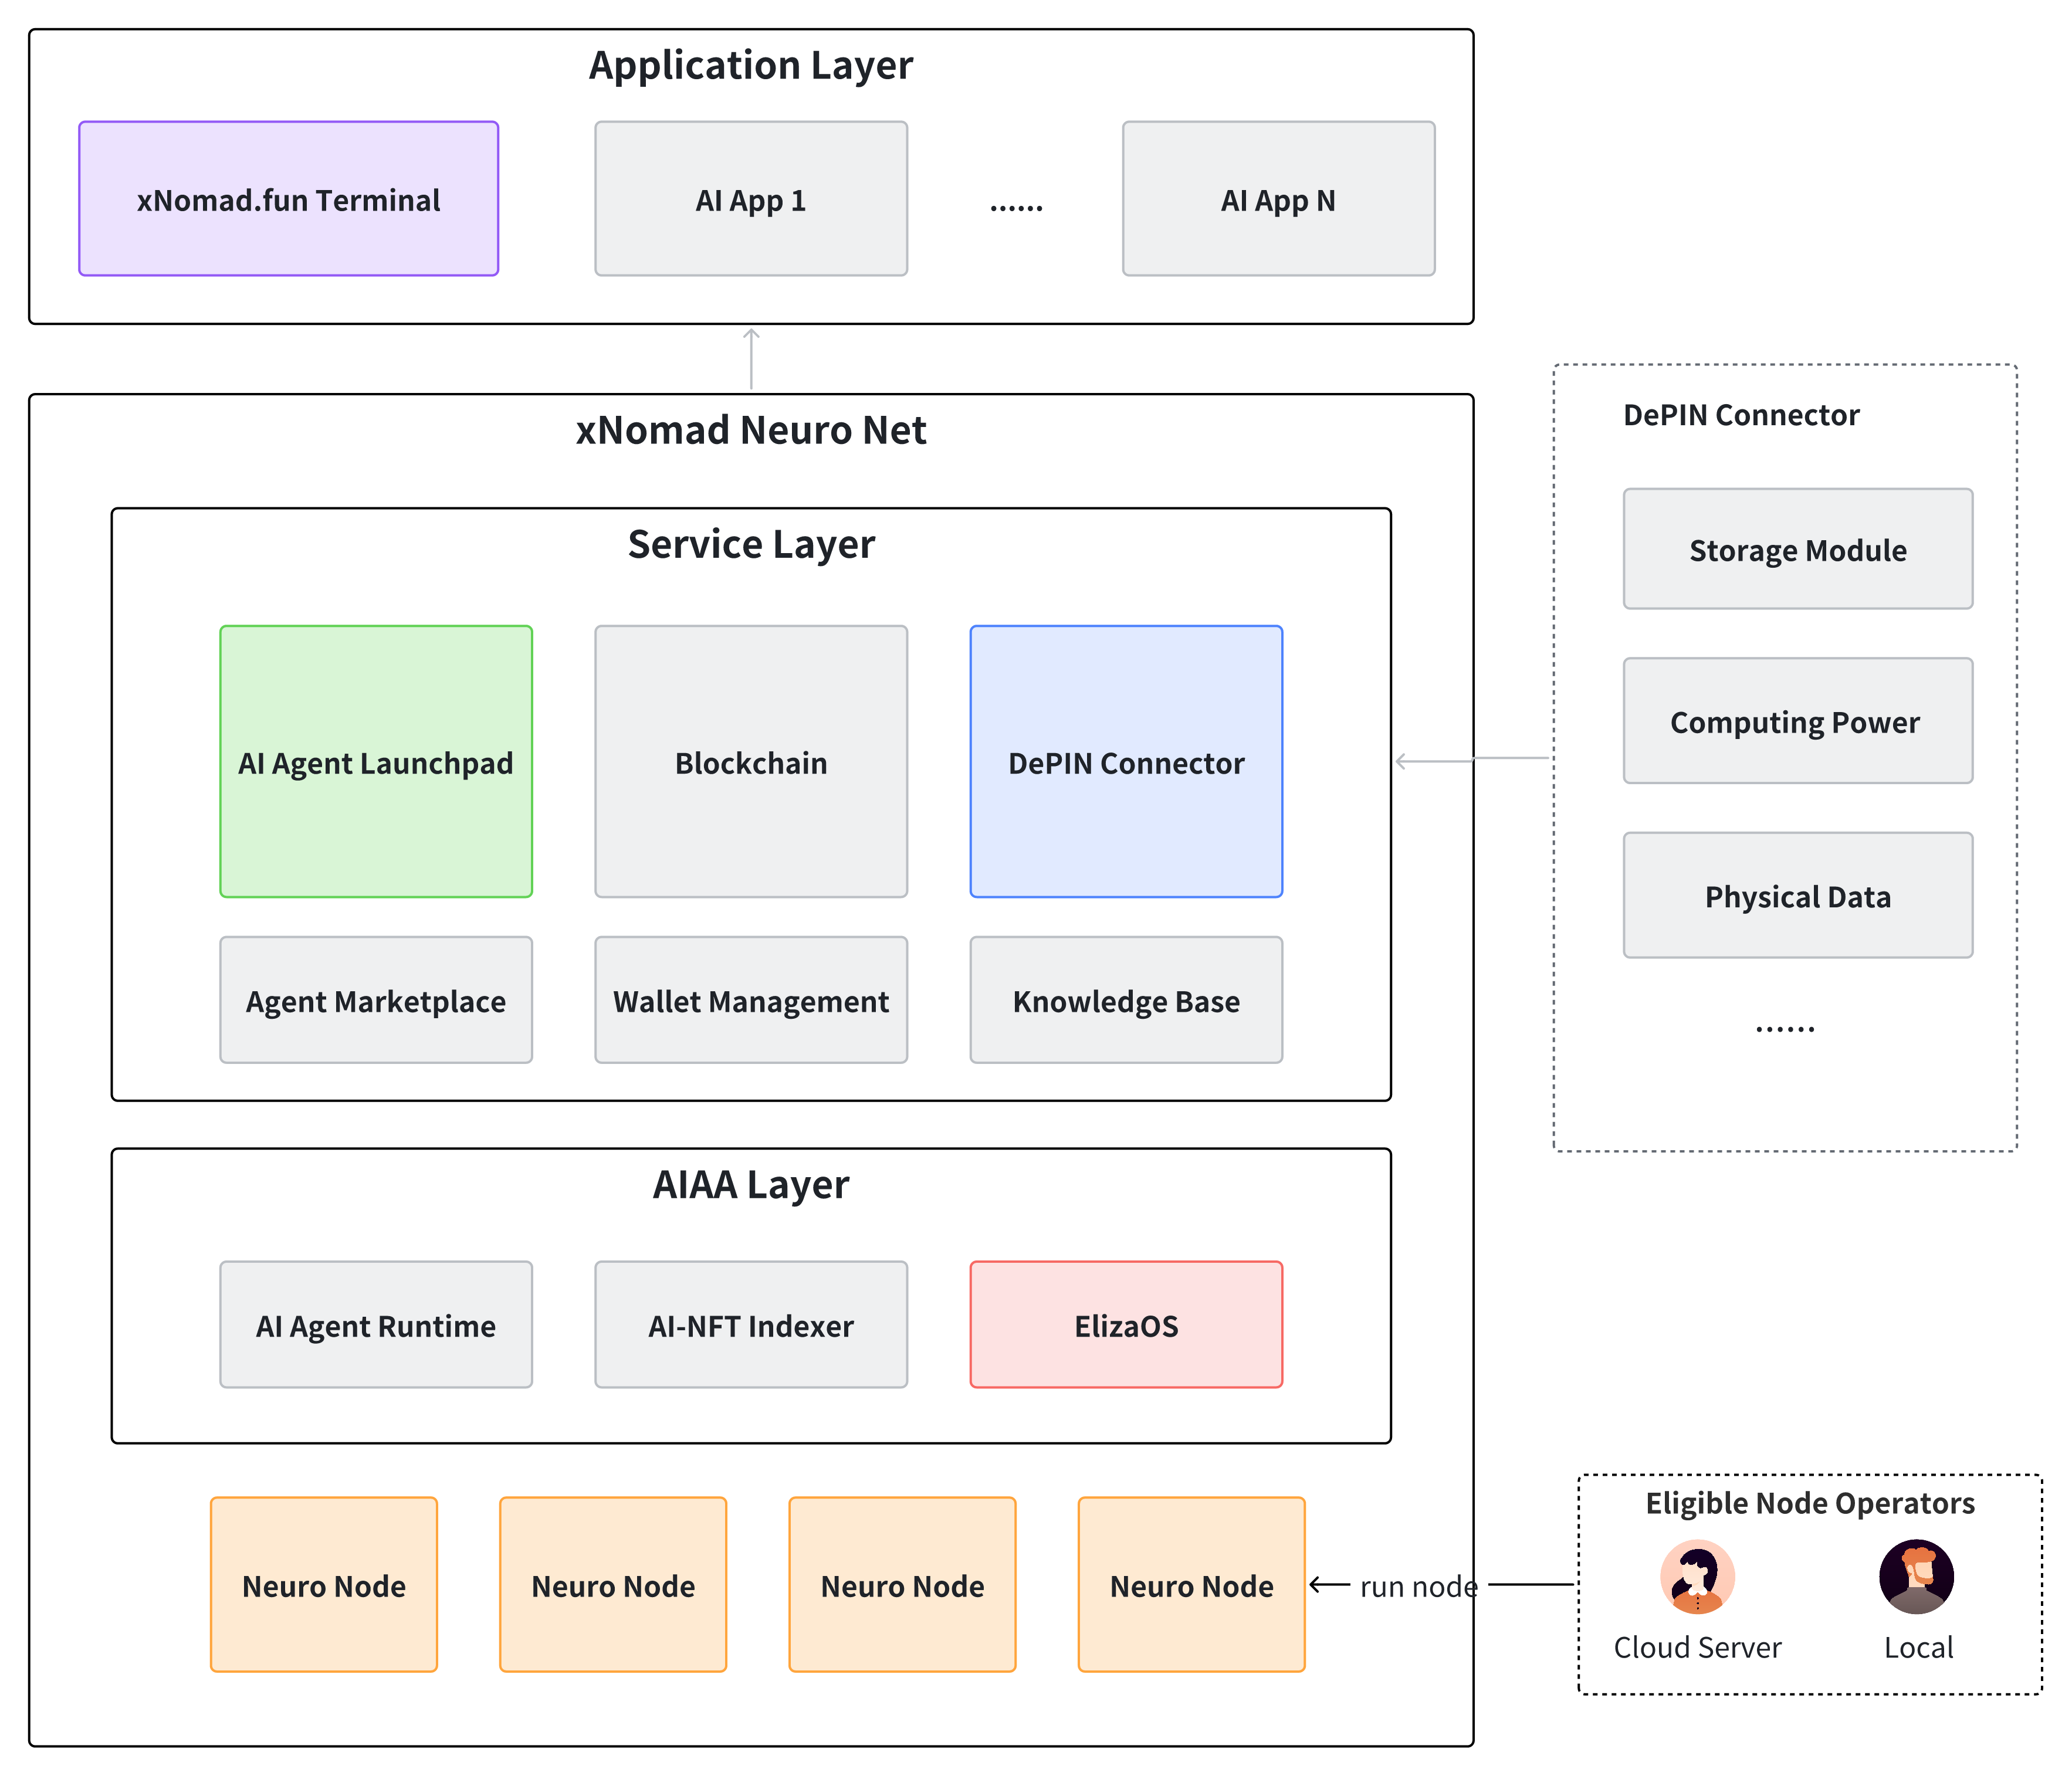 Application Layer
xNomad.fun Terminal
AI App 1
......
AI App N
xNomad Neuro Net
Service Layer
AI Agent Launchpad
Blockchain
DePIN Connector
Agent Marketplace
Wallet Management
Knowledge Base
AIAA Layer
AI Agent Runtime
AI-NFT Indexer
ElizaOS
Neuro Node
Neuro Node
Neuro Node
Neuro Node
DePIN Connector
Storage Module
Computing Power
Physical Data
......
run node
Eligible Node Operators
Cloud Server
Local